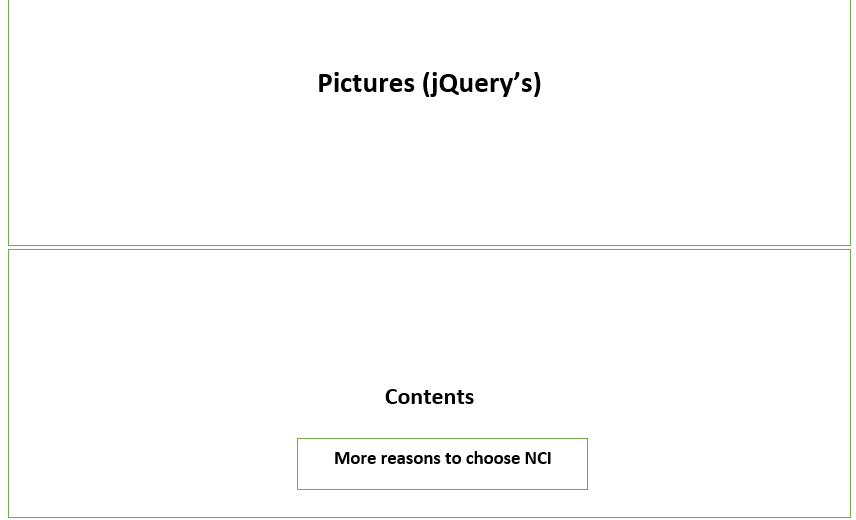 Pictures (jQuery’s)
Contents
More reasons to choose NCI